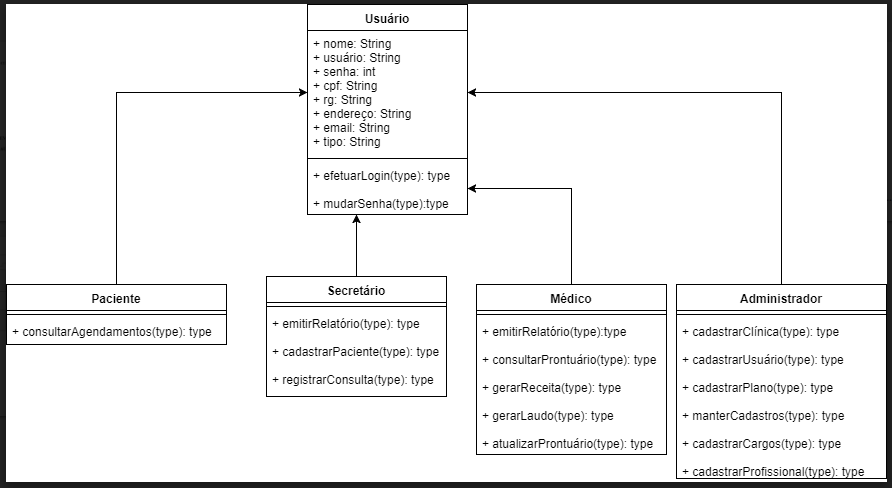 Usuário
+ nome: String
+ usuário: String
+ senha: int
+ cpf: String
+ rg: String
+ endereço: String
+ email: String
+ tipo: String
+ efetuarLogin(type): type
+ mudarSenha(type):type
Paciente
+ consultarAgendamentos(type): type
Secretário
+ emitirRelatório(type): type
+ cadastrarPaciente(type): type
+ registrarConsulta(type): type
Médico
+ emitirRelatório(type):type
+ consultarProntuário(type): type
+ gerarReceita(type): type
+ gerarLaudo(type): type
+ atualizarProntuário(type): type
Administrador
+ cadastrarClínica(type): type
+ cadastrarUsuário(type): type
+ cadastrarPlano(type): type
+ manterCadastros(type): type
+ cadastrarCargos(type): type
+ cadastrarProfissional(type): type